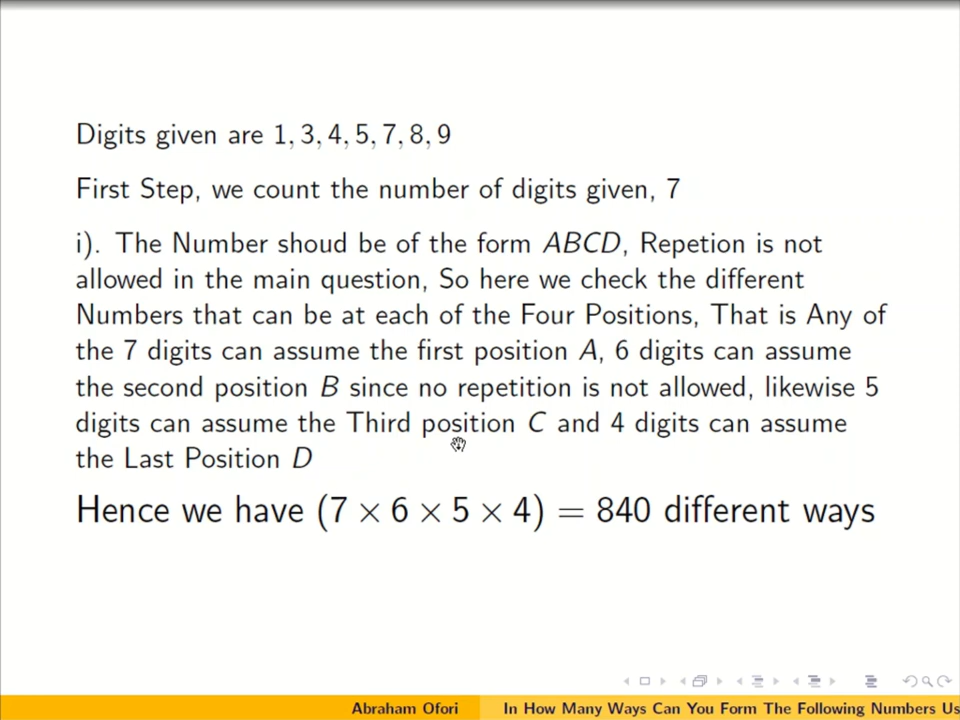 Digits given are 1, 3, 4, 5, 7, 8, 9
First Step, we count the number of digits given, 7
i). The Number shoud be of the form ABCD, Repetion is not
allowed in the main question, So here we check the different
Numbers that can be at each of the Four Positions, That is Any of
the 7 digits can assume the first position A, 6 digits can assume
the second position B since no repetition is not allowed, likewise 5
digits can assume the Third position C and 4 digits can assume
the Last Position D
Hence we have (7 × 6 × 5 × 4) = 840 different ways
Abraham Ofori In How Many Ways Can You Form The Following Numbers Us